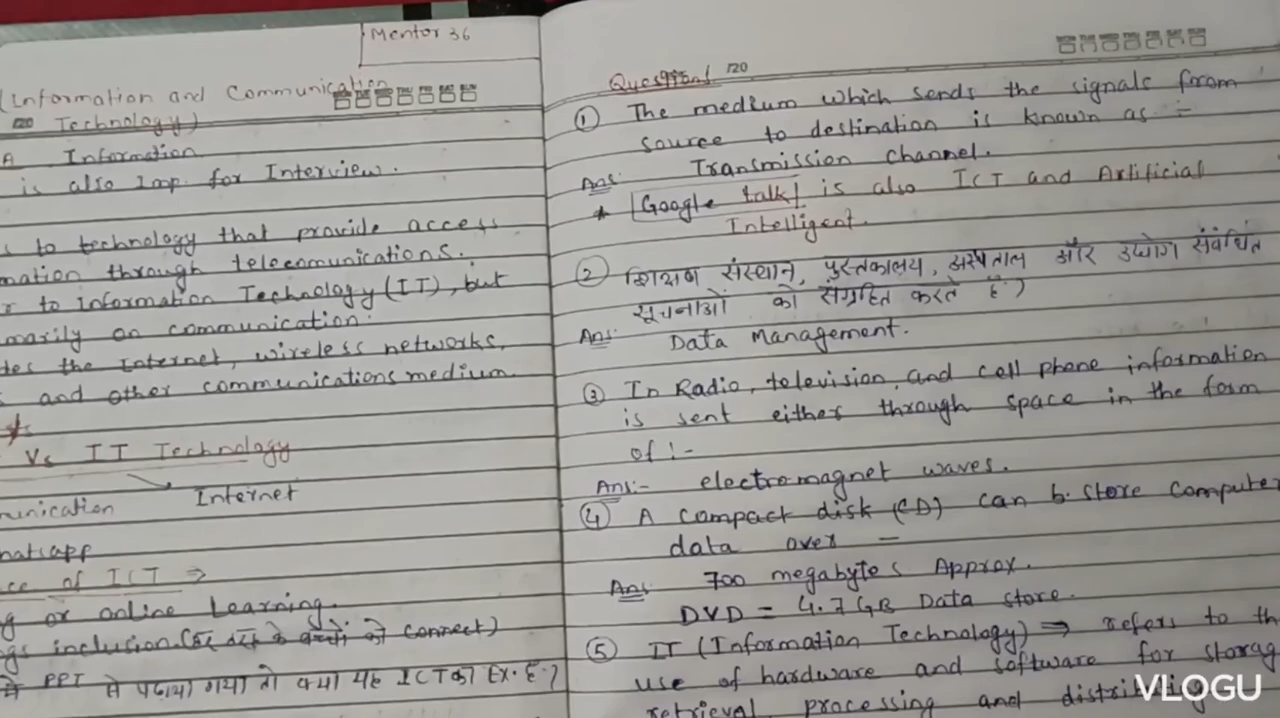 Mentor 36
(Information and Communication
Technology)
A Information
is also Imp. for Interview.
s to technology that provide access
mation through telecomunications.
r to Information Technology (IT), but
marily on communication.
des the Internet, wireless networks,
s and other communications medium.
Vs IT Technology
munication Internet
hatsapp
ce of ICT ⇒
g or online Learning.
gs inclusion के बच्चों को connect)
PPT से पढ़ाया गया तो क्या यह ICT का Ex. है?
Question
① The medium which sends the signals from
source to destination is known as :-
Ans: Transmission Channel.
* Google talk is also ICT and Artificial
Intelligent.
② शिक्षण संस्थान, पुस्तकालय, अस्पताल और उद्योग संबंधित
सूचनाओं को संग्रहित करते है?
Ans: Data Management.
③ In Radio, television, and cell phone information
is sent either through space in the form
of :-
Ans:- electromagnet waves.
④ A compact disk (CD) can b. store computer
data over -
Ans: 700 megabytes Approx.
DVD = 4.7 GB Data store.
⑤ IT (Information Technology) ⇒ refers to th
use of hardware and software for storag
retrieval processing and distributing
VLOGU